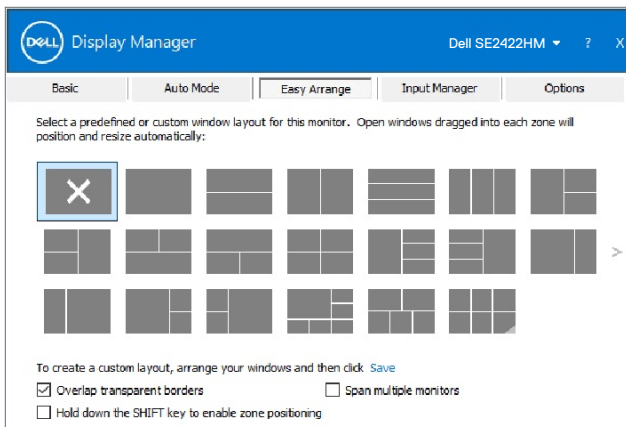 DELL Display Manager Dell SE2422HM ? X
Basic Auto Mode Easy Arrange Input Manager Options
Select a predefined or custom window layout for this monitor. Open windows dragged into each zone will
position and resize automatically:
>
To create a custom layout, arrange your windows and then click Save
Overlap transparent borders Span multiple monitors
Hold down the SHIFT key to enable zone positioning